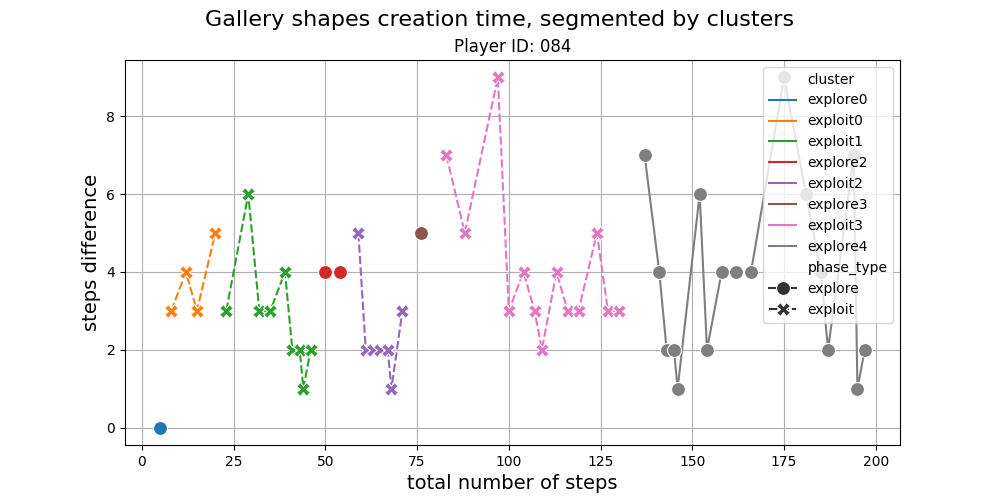 Gallery shapes creation time, segmented by clusters
Player ID: 084
steps difference
8
6
4
2
0
0 25 50 75 100 125 150 175 200
total number of steps
cluster
explore0
exploit0
exploit1
explore2
exploit2
explore3
exploit3
explore4
phase_type
explore
exploit